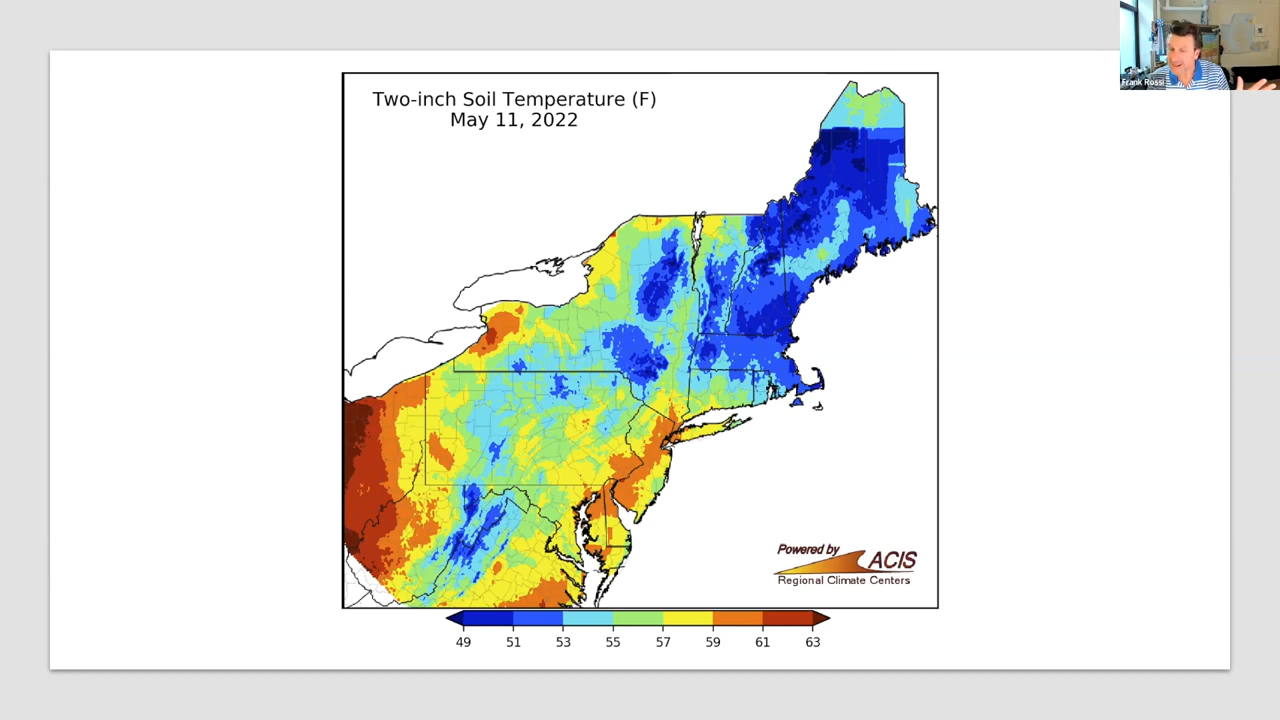 Frank Rossi
Two-inch Soil Temperature (F)
May 11, 2022
Powered by
ACIS
Regional Climate Centers
49 51 53 55 57 59 61 63